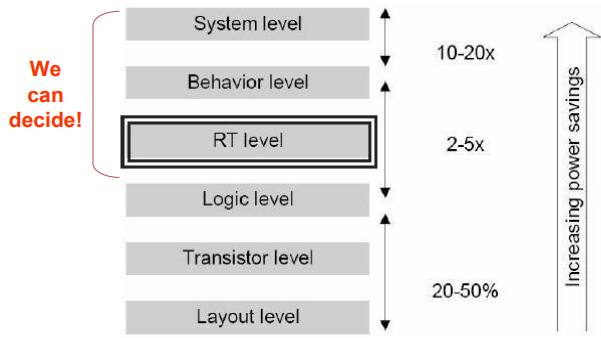 System level
10-20x
We
can
decide!
Behavior level
RT level
2-5x
Logic level
Transistor level
20-50%
Layout level
Increasing power savings